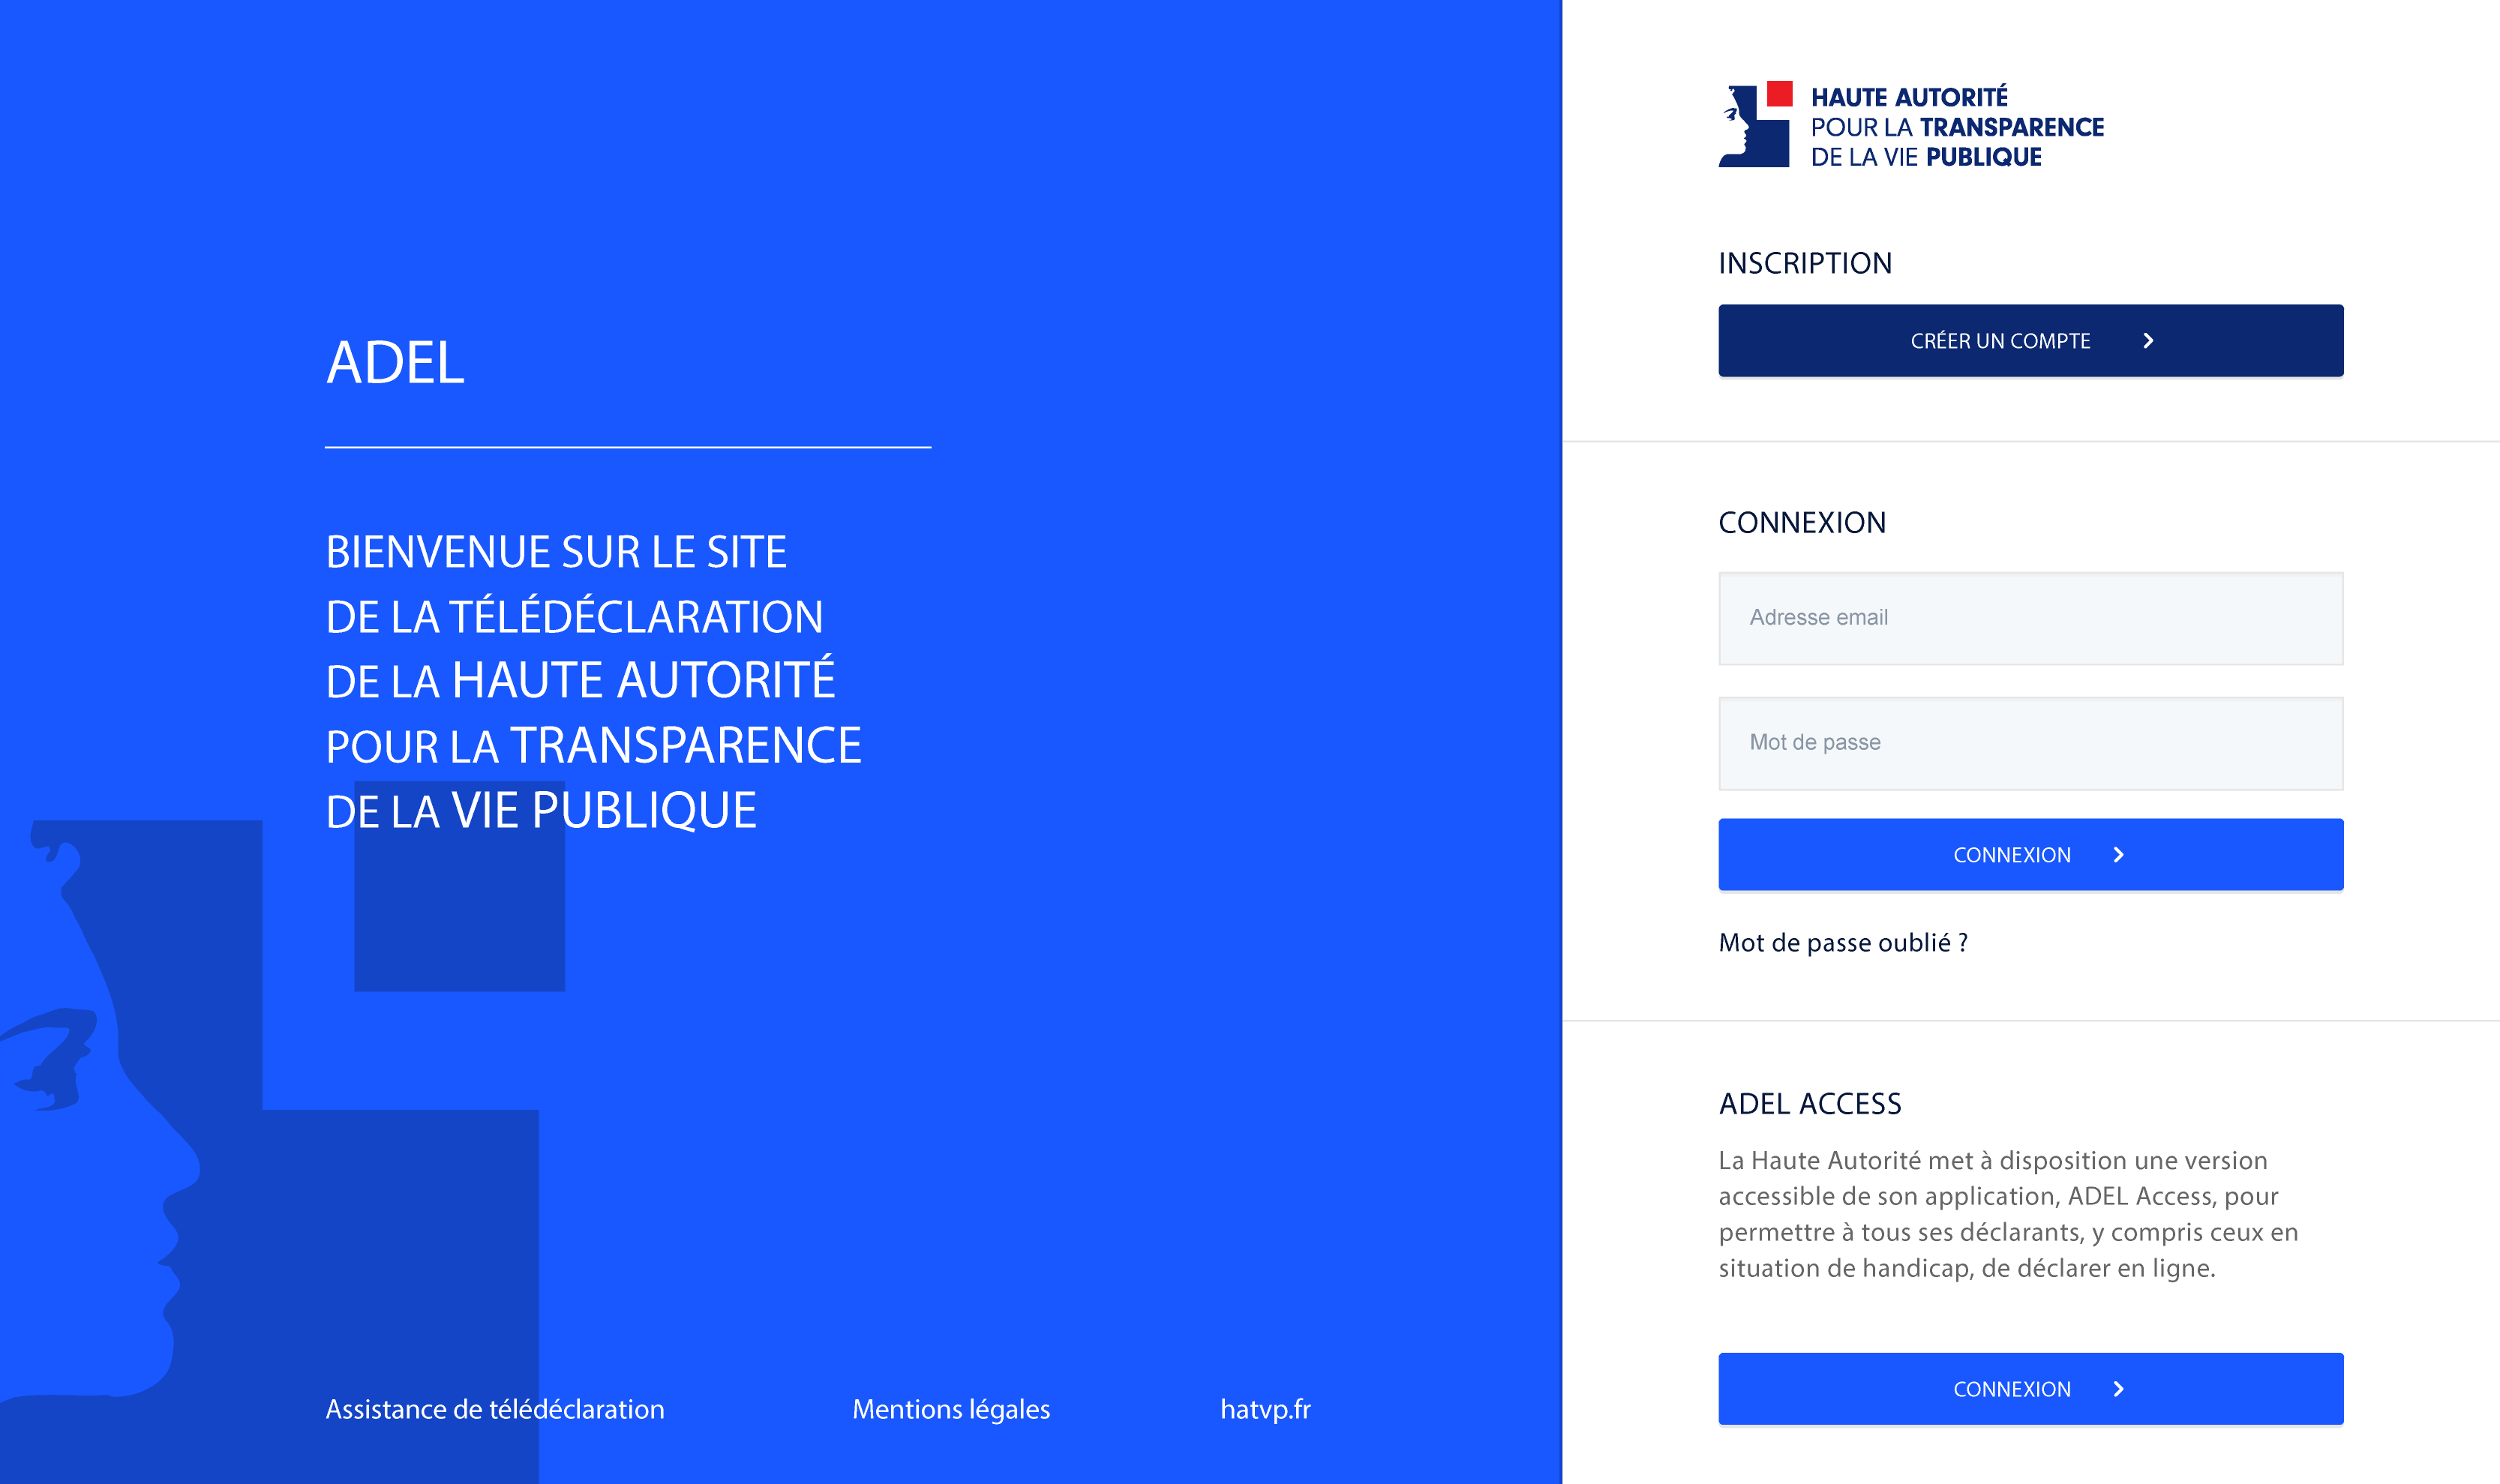 ADEL
BIENVENUE SUR LE SITE
DE LA TÉLÉDÉCLARATION
DE LA HAUTE AUTORITÉ
POUR LA TRANSPARENCE
DE LA VIE PUBLIQUE
Assistance de télédéclaration
Mentions légales
hatvp.fr
HAUTE AUTORITÉ
POUR LA TRANSPARENCE
DE LA VIE PUBLIQUE
INSCRIPTION
CRÉER UN COMPTE
CONNEXION
Adresse email
Mot de passe
CONNEXION
Mot de passe oublié ?
ADEL ACCESS
La Haute Autorité met à disposition une version
accessible de son application, ADEL Access, pour
permettre à tous ses déclarants, y compris ceux en
situation de handicap, de déclarer en ligne.
CONNEXION